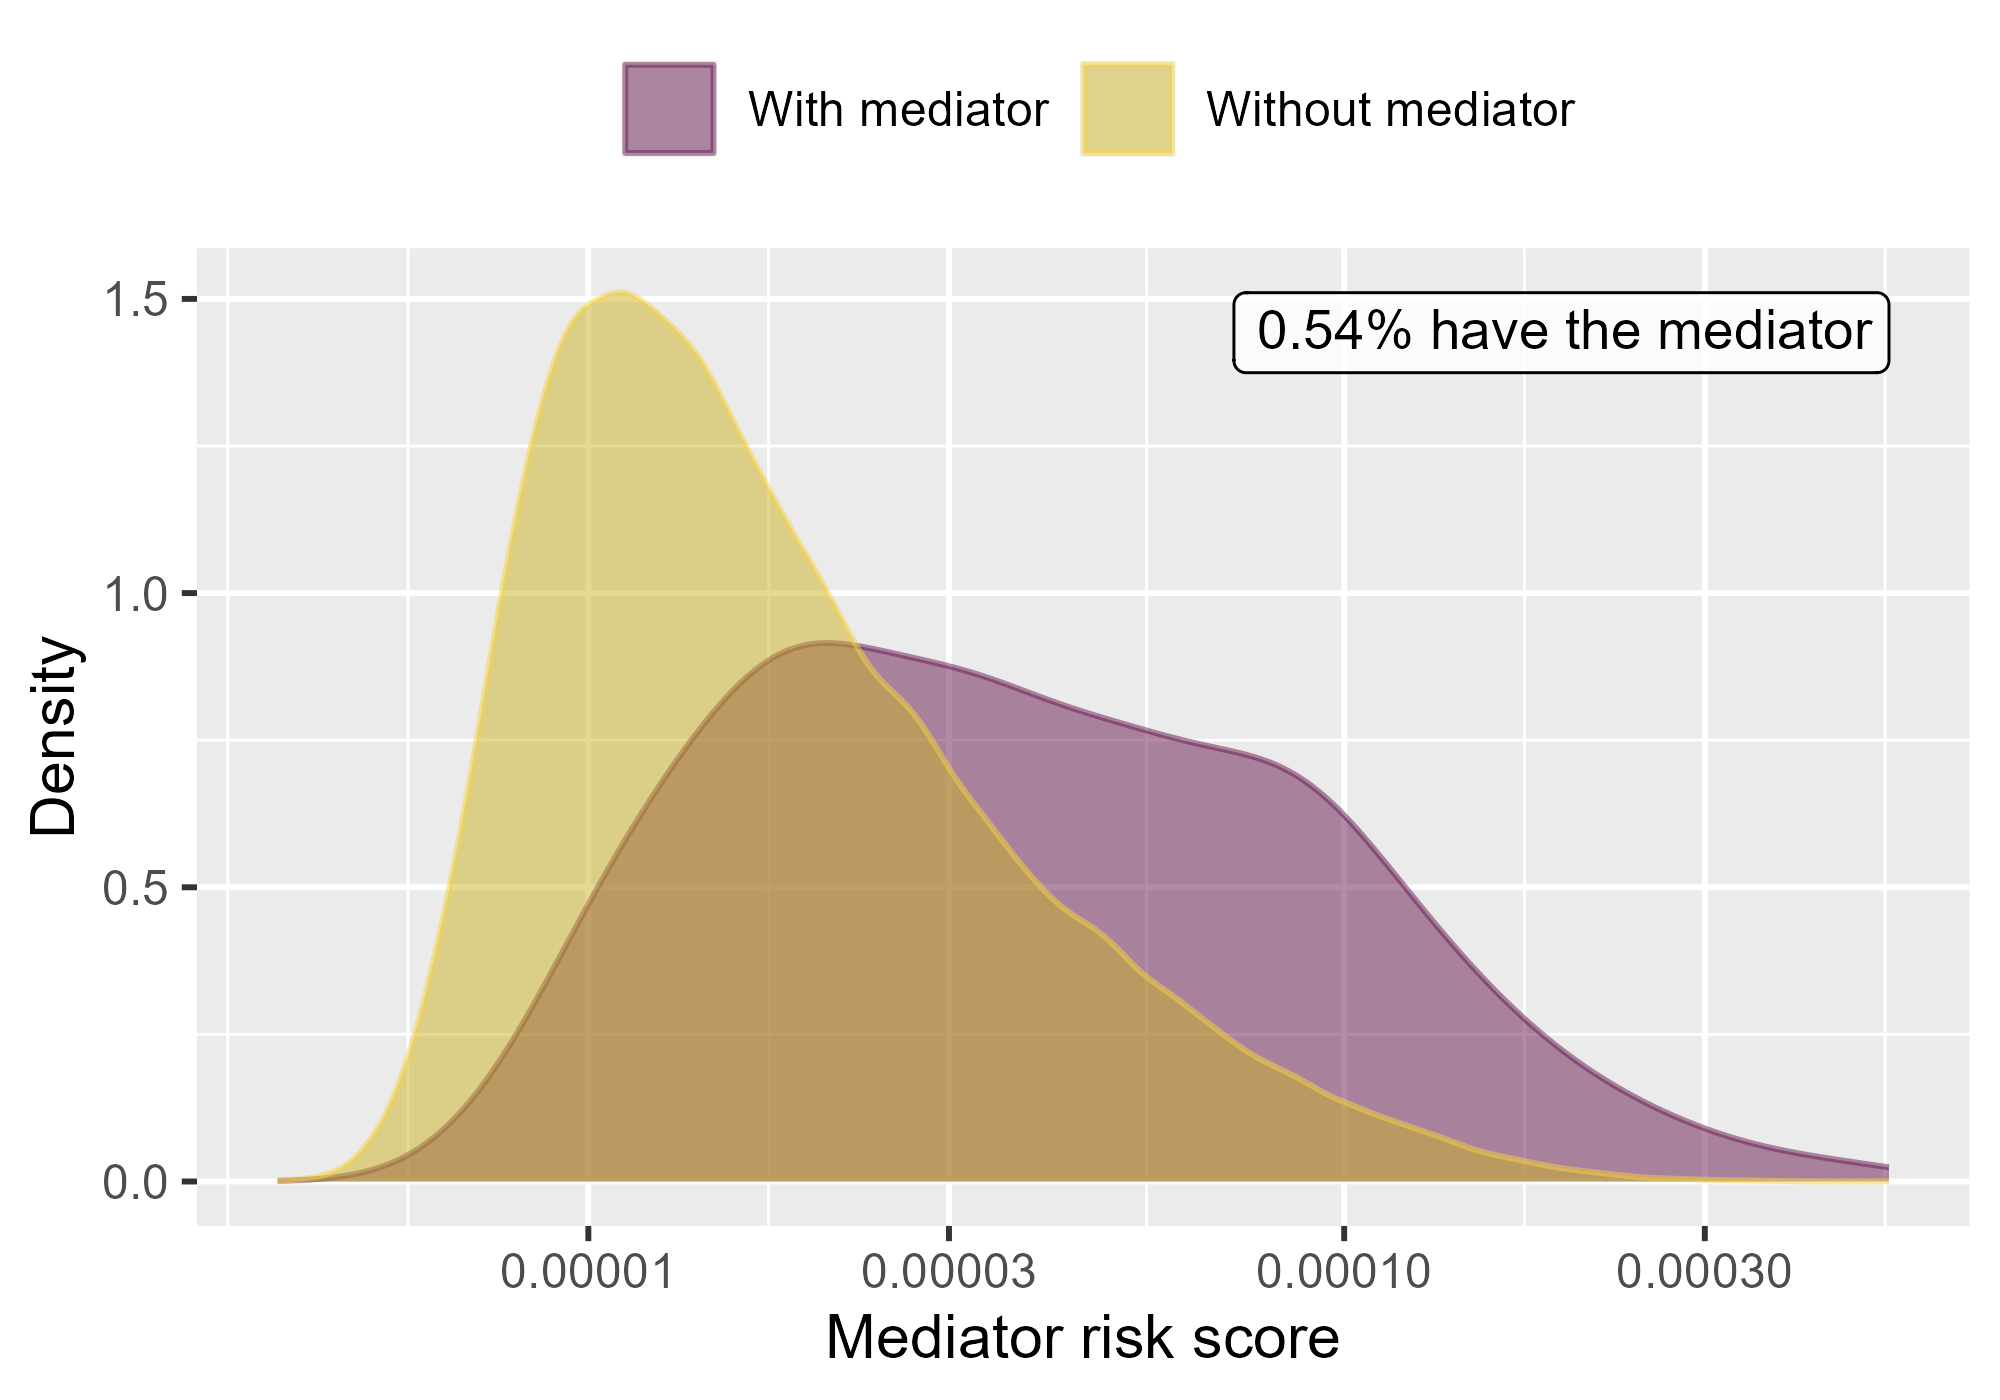 With mediator Without mediator
0.54% have the mediator
Density
1.5
1.0
0.5
0.0
0.00001 0.00003 0.00010 0.00030
Mediator risk score